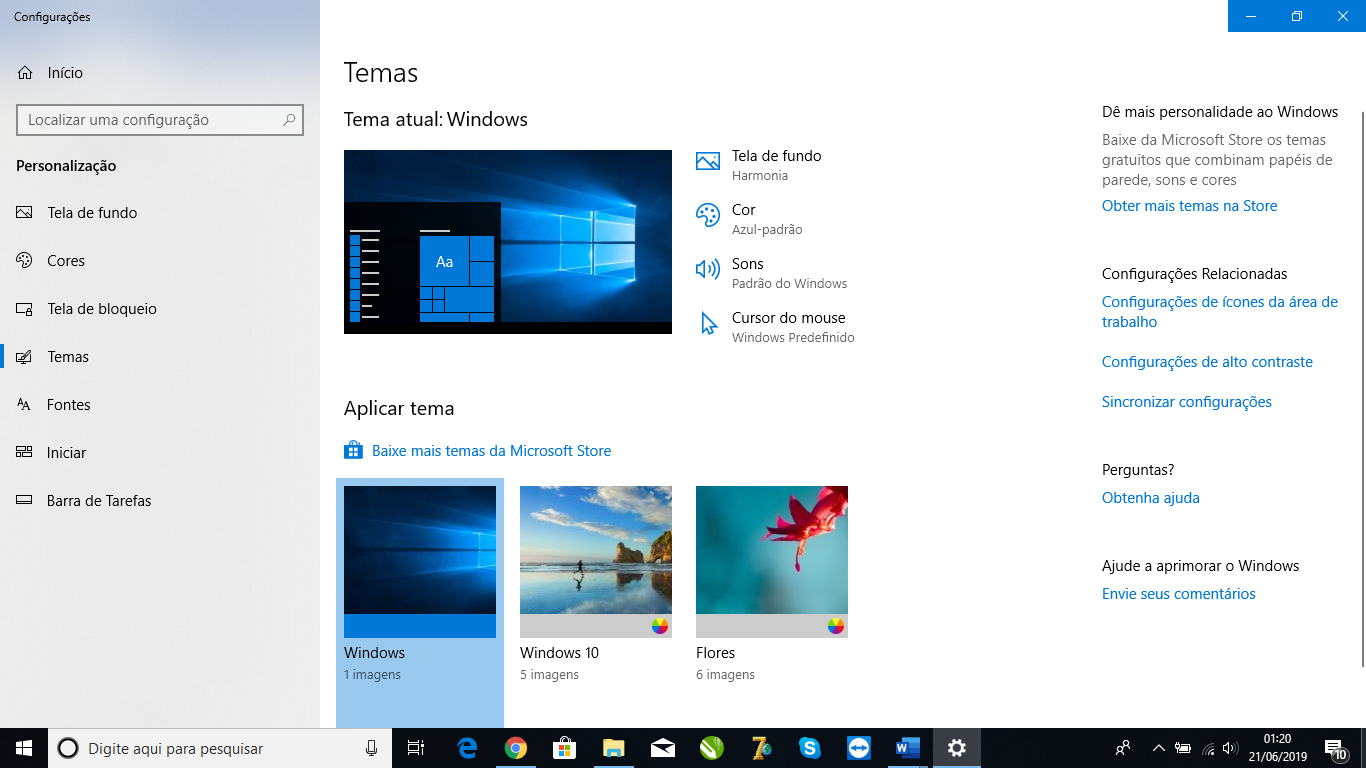 Configurações
Início
Localizar uma configuração
Personalização
Tela de fundo
Cores
Tela de bloqueio
Temas
Fontes
Iniciar
Barra de Tarefas
Temas
Tema atual: Windows
Aa
Tela de fundo
Harmonia
Cor
Azul-padrão
Sons
Padrão do Windows
Cursor do mouse
Windows Predefinido
Aplicar tema
Baixe mais temas da Microsoft Store
Windows
1 imagens
Windows 10
5 imagens
Flores
6 imagens
Dê mais personalidade ao Windows
Baixe da Microsoft Store os temas
gratuitos que combinam papéis de
parede, sons e cores
Obter mais temas na Store
Configurações Relacionadas
Configurações de ícones da área de
trabalho
Configurações de alto contraste
Sincronizar configurações
Perguntas?
Obtenha ajuda
Ajude a aprimorar o Windows
Envie seus comentários
Digite aqui para pesquisar
01:20
21/06/2019
10